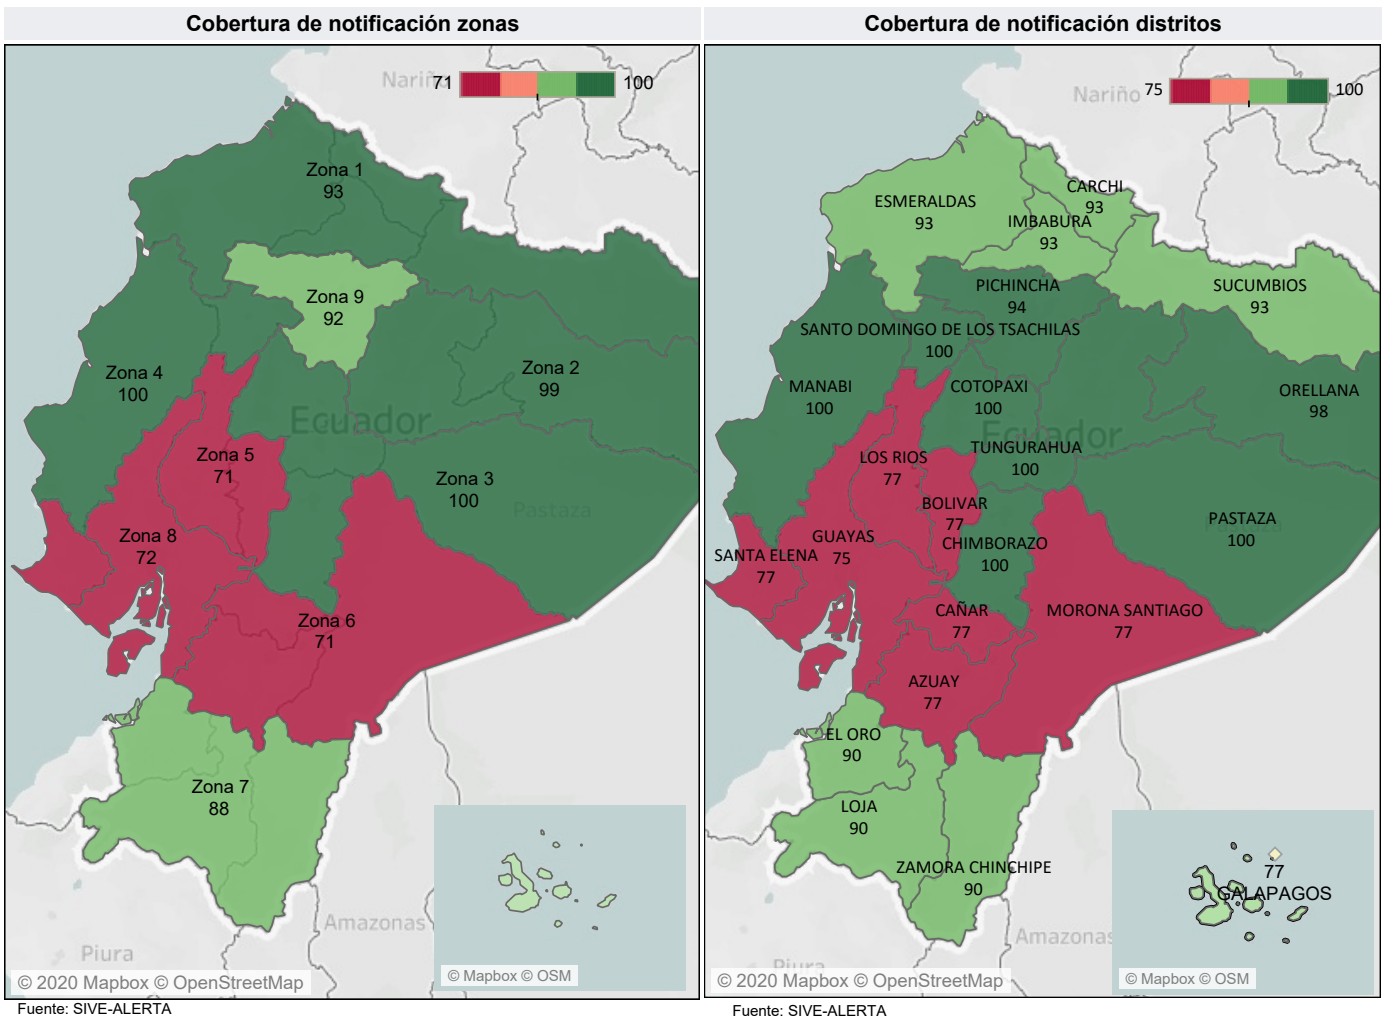 Cobertura de notificación zonas
Nariño
71
100
Zona 1
93
Zona 9
92
Zona 4
100
Zona 2
99
Ecuador
Zona 5
71
Zona 3
100
Pastaza
Zona 8
72
Zona 6
71
Zona 7
88
Amazonas
Piura
© 2020 Mapbox © OpenStreetMap
© Mapbox © OSM
Fuente: SIVE-ALERTA
Cobertura de notificación distritos
Nariño
75
100
CARCHI
93
ESMERALDAS
93
IMBABURA
93
PICHINCHA
94
SUCUMBIOS
93
SANTO DOMINGO DE LOS TSACHILAS
100
MANABI
100
COTOPAXI
100
ORELLANA
98
Ecuador
TUNGURAHUA
100
LOS RIOS
77
BOLIVAR
77
PASTAZA
100
GUAYAS
75
CHIMBORAZO
100
SANTA ELENA
77
CAÑAR
77
MORONA SANTIAGO
77
AZUAY
77
EL ORO
90
LOJA
90
ZAMORA CHINCHIPE
90
77
GALAPAGOS
Amazonas
Piura
© 2020 Mapbox © OpenStreetMap
© Mapbox © OSM
Fuente: SIVE-ALERTA